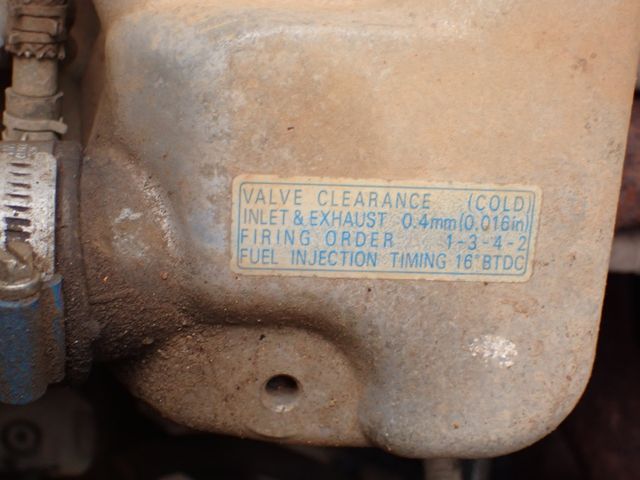 VALVE CLEARANCE (COLD)
INLET & EXHAUST 0.4mm(0.016in)
FIRING ORDER 1-3-4-2
FUEL INJECTION TIMING 16° BTDC